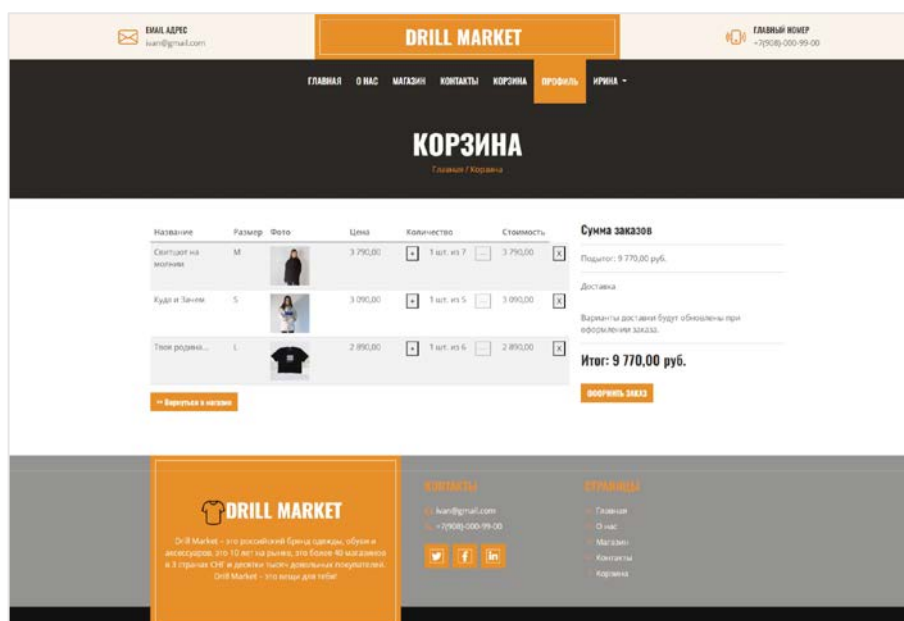 EMAIL АДРЕС
ivan@gmail.com
DRILL MARKET
ГЛАВНЫЙ НОМЕР
+7(908)-000-99-00
ГЛАВНАЯ О НАС МАГАЗИН КОНТАКТЫ КОРЗИНА ПРОФИЛЬ ИРИНА
КОРЗИНА
Главная / Корзина
Название Размер Фото Цена Количество Стоимость
Свитшот на молнии M 3 790,00 + 1 шт. из 7 3 790,00 X
Худи и Зачем S 3 090,00 + 1 шт. из 5 3 090,00 X
Твоя родина... L 2 890,00 + 1 шт. из 6 2 890,00 X
Вернуться в магазин
Сумма заказов
Подытог: 9 770,00 руб.
Доставка
Варианты доставки будут обновлены при
оформлении заказа.
Итог: 9 770,00 руб.
ОФОРМИТЬ ЗАКАЗ
DRILL MARKET
Drill Market – это российский бренд одежды, обуви и
аксессуаров, это 10 лет на рынке, это более 40 магазинов
в 3 странах СНГ и десятки тысяч довольных покупателей.
Drill Market – это вещи для тебя!
КОНТАКТЫ
ivan@gmail.com
+7(908)-000-99-00
СТРАНИЦЫ
Главная
О нас
Магазин
Контакты
Корзина